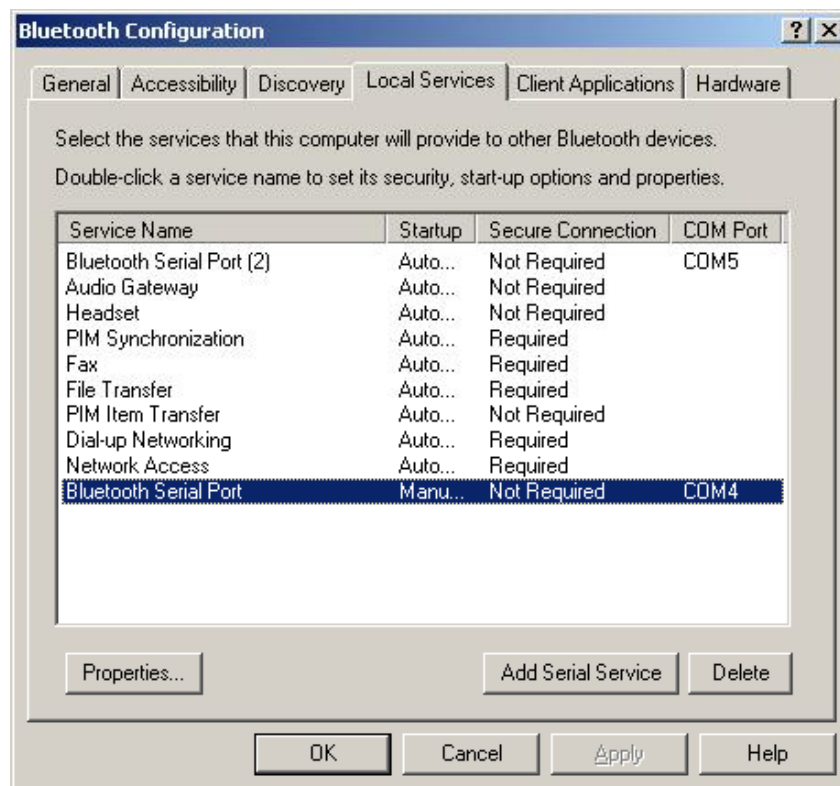 Bluetooth Configuration
General Accessibility Discovery Local Services Client Applications Hardware
Select the services that this computer will provide to other Bluetooth devices.
Double-click a service name to set its security, start-up options and properties.
Service Name Startup Secure Connection COM Port
Bluetooth Serial Port (2) Auto... Not Required COM5
Audio Gateway Auto... Not Required
Headset Auto... Not Required
PIM Synchronization Auto... Required
Fax Auto... Required
File Transfer Auto... Required
PIM Item Transfer Auto... Not Required
Dial-up Networking Auto... Required
Network Access Auto... Required
Bluetooth Serial Port Manu... Not Required COM4
Properties... Add Serial Service Delete
OK Cancel Apply Help